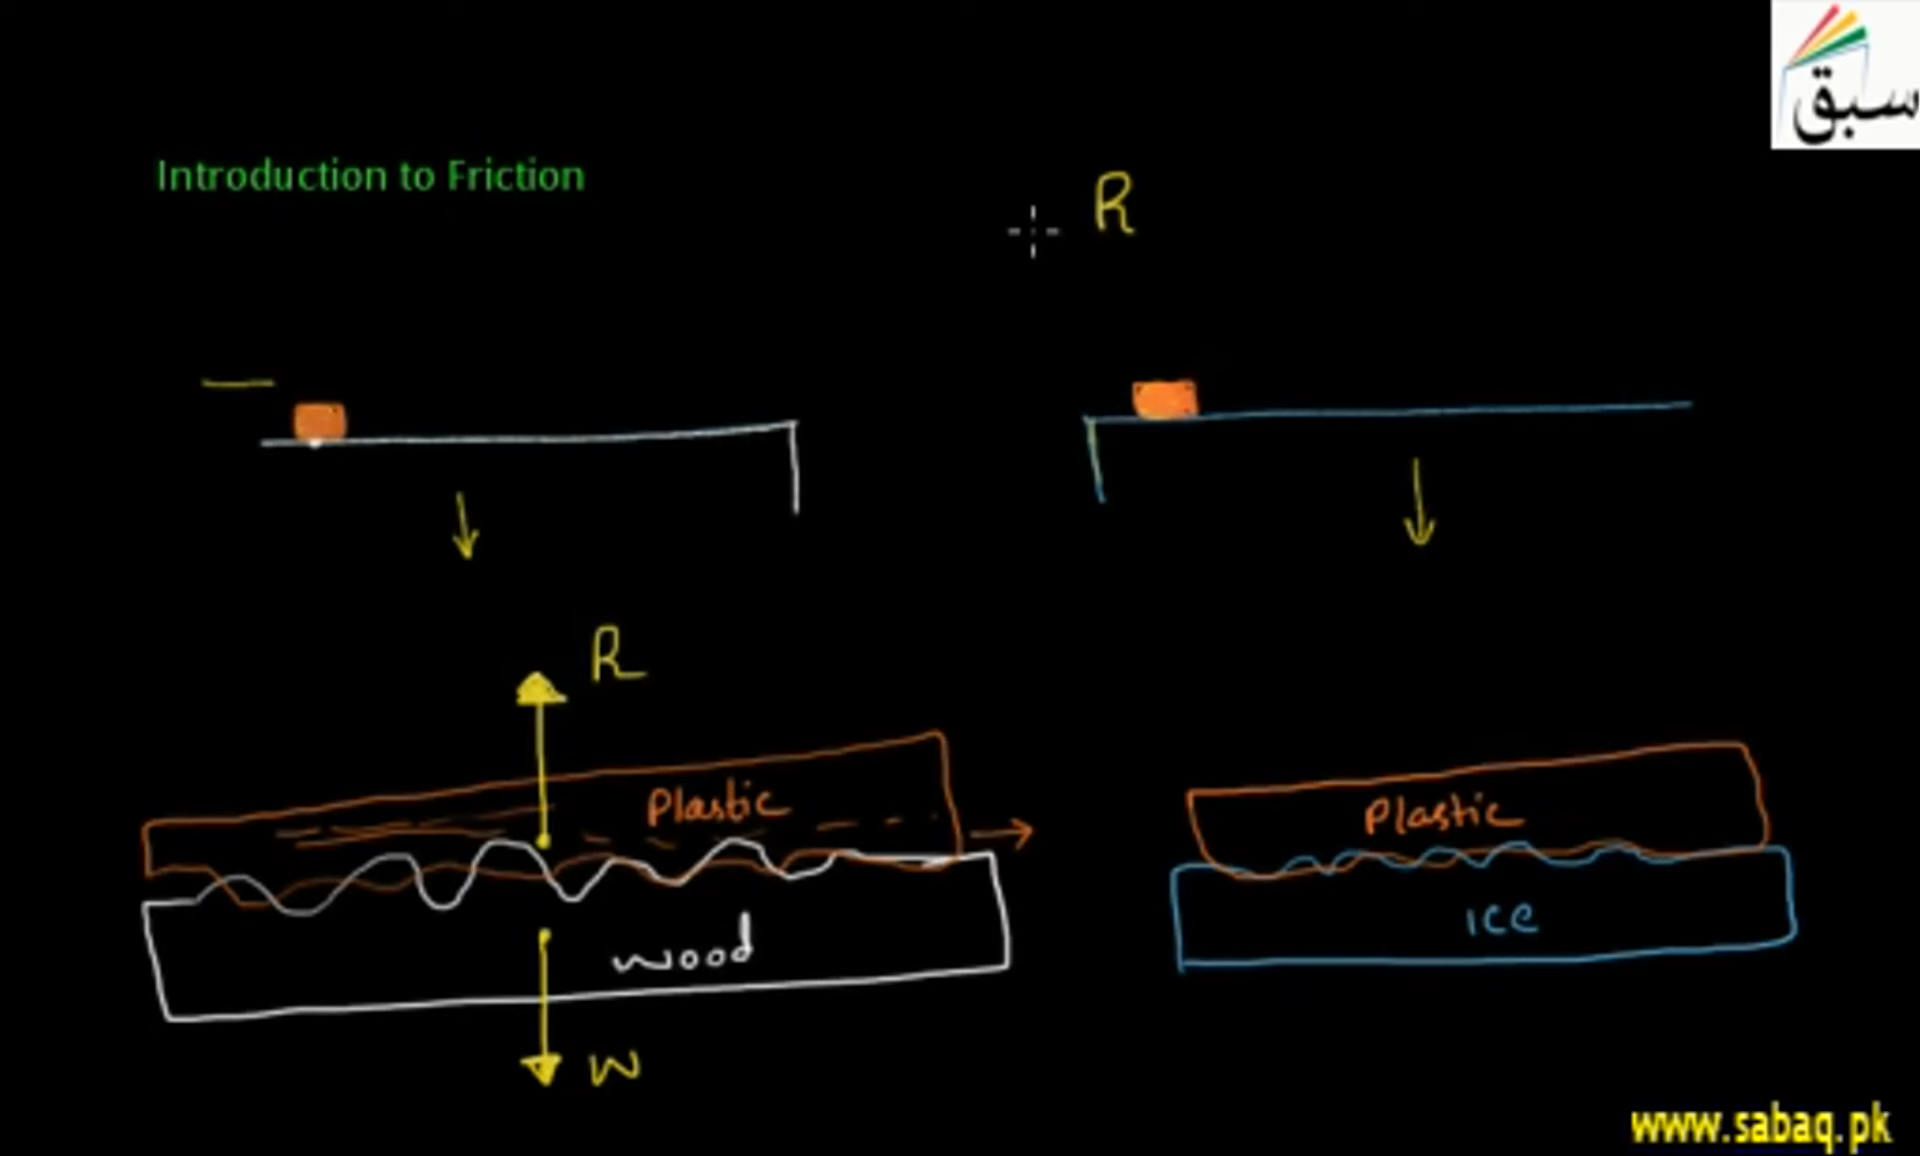 سبق
Introduction to Friction
R
R
Plastic
Plastic
wood
ice
W
www.sabaq.pk